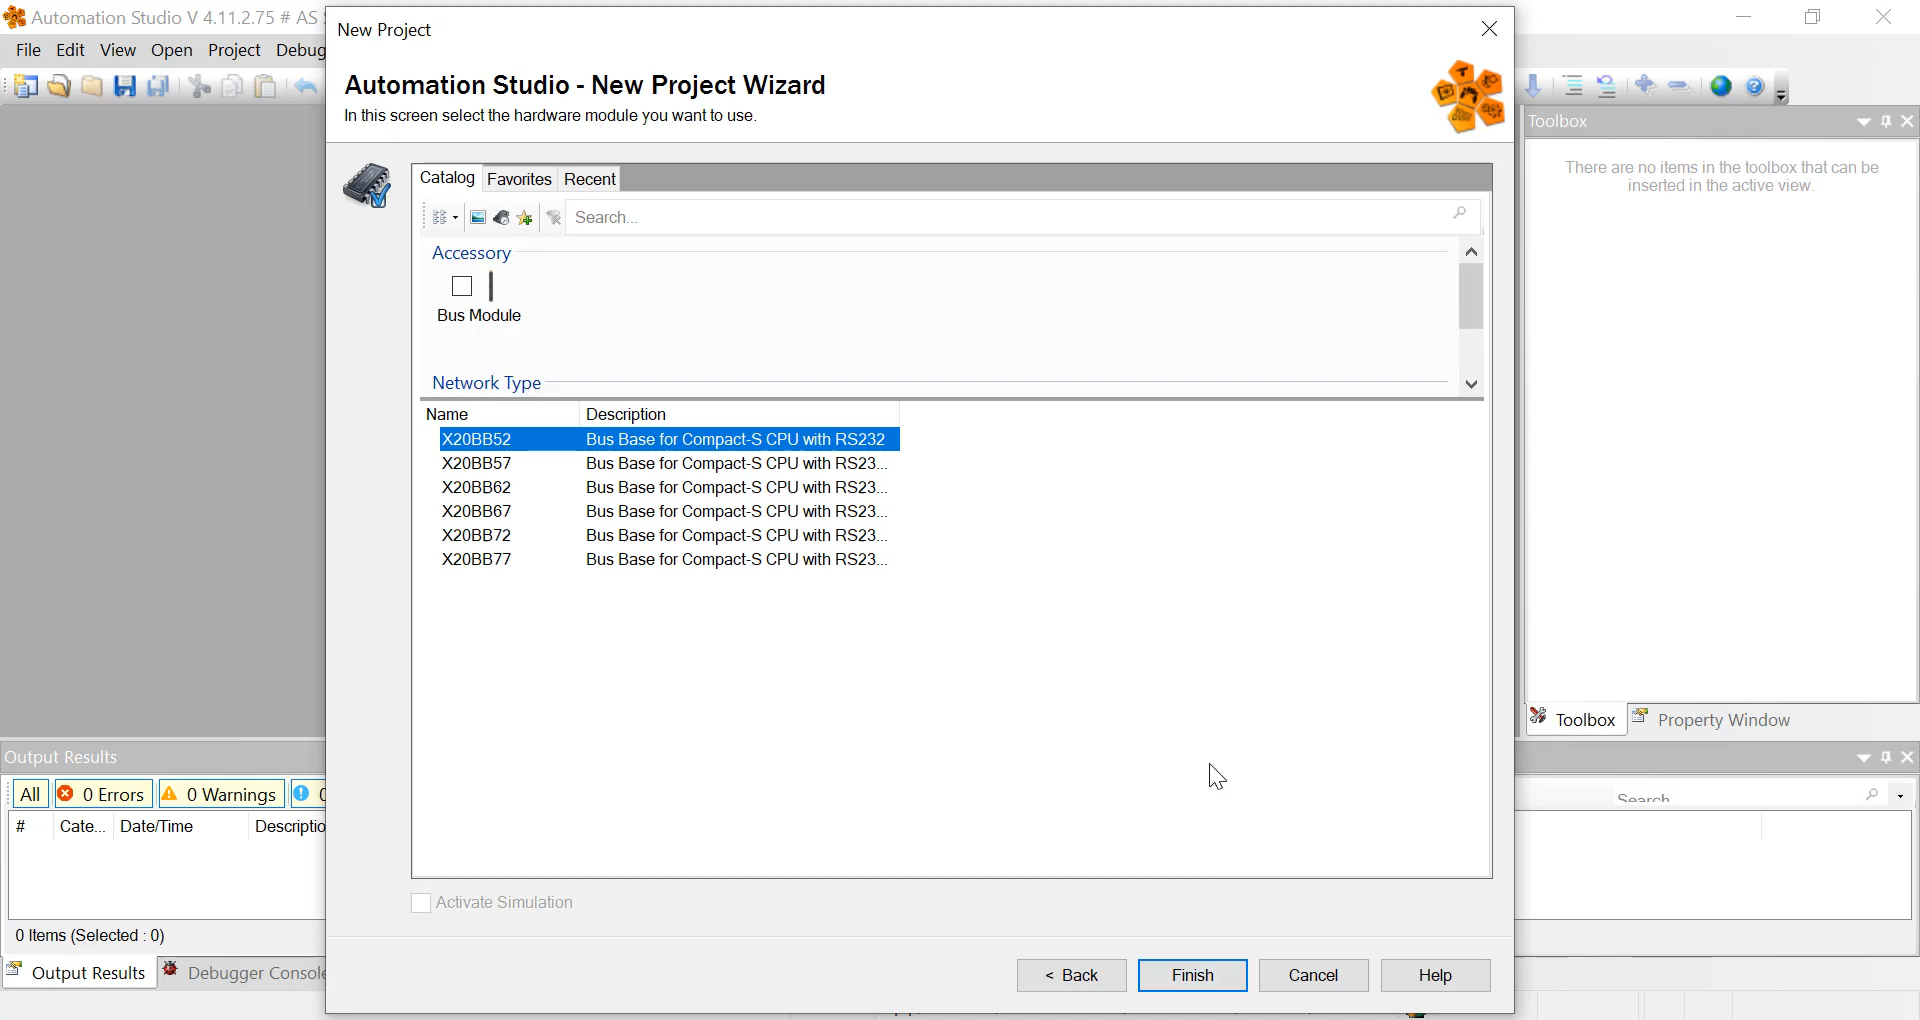 Automation Studio V 4.11.2.75 # AS
New Project
File Edit View Open Project Debug
Automation Studio - New Project Wizard
In this screen select the hardware module you want to use.
Toolbox
There are no items in the toolbox that can be
inserted in the active view.
Catalog Favorites Recent
Search...
Accessory
Bus Module
Network Type
Name Description
X20BB52 Bus Base for Compact-S CPU with RS232
X20BB57 Bus Base for Compact-S CPU with RS23...
X20BB62 Bus Base for Compact-S CPU with RS23...
X20BB67 Bus Base for Compact-S CPU with RS23...
X20BB72 Bus Base for Compact-S CPU with RS23...
X20BB77 Bus Base for Compact-S CPU with RS23...
Toolbox Property Window
Output Results
All 0 Errors 0 Warnings
Search
# Cate... Date/Time Descriptio
Activate Simulation
0 Items (Selected : 0)
Output Results Debugger Console
< Back Finish Cancel Help